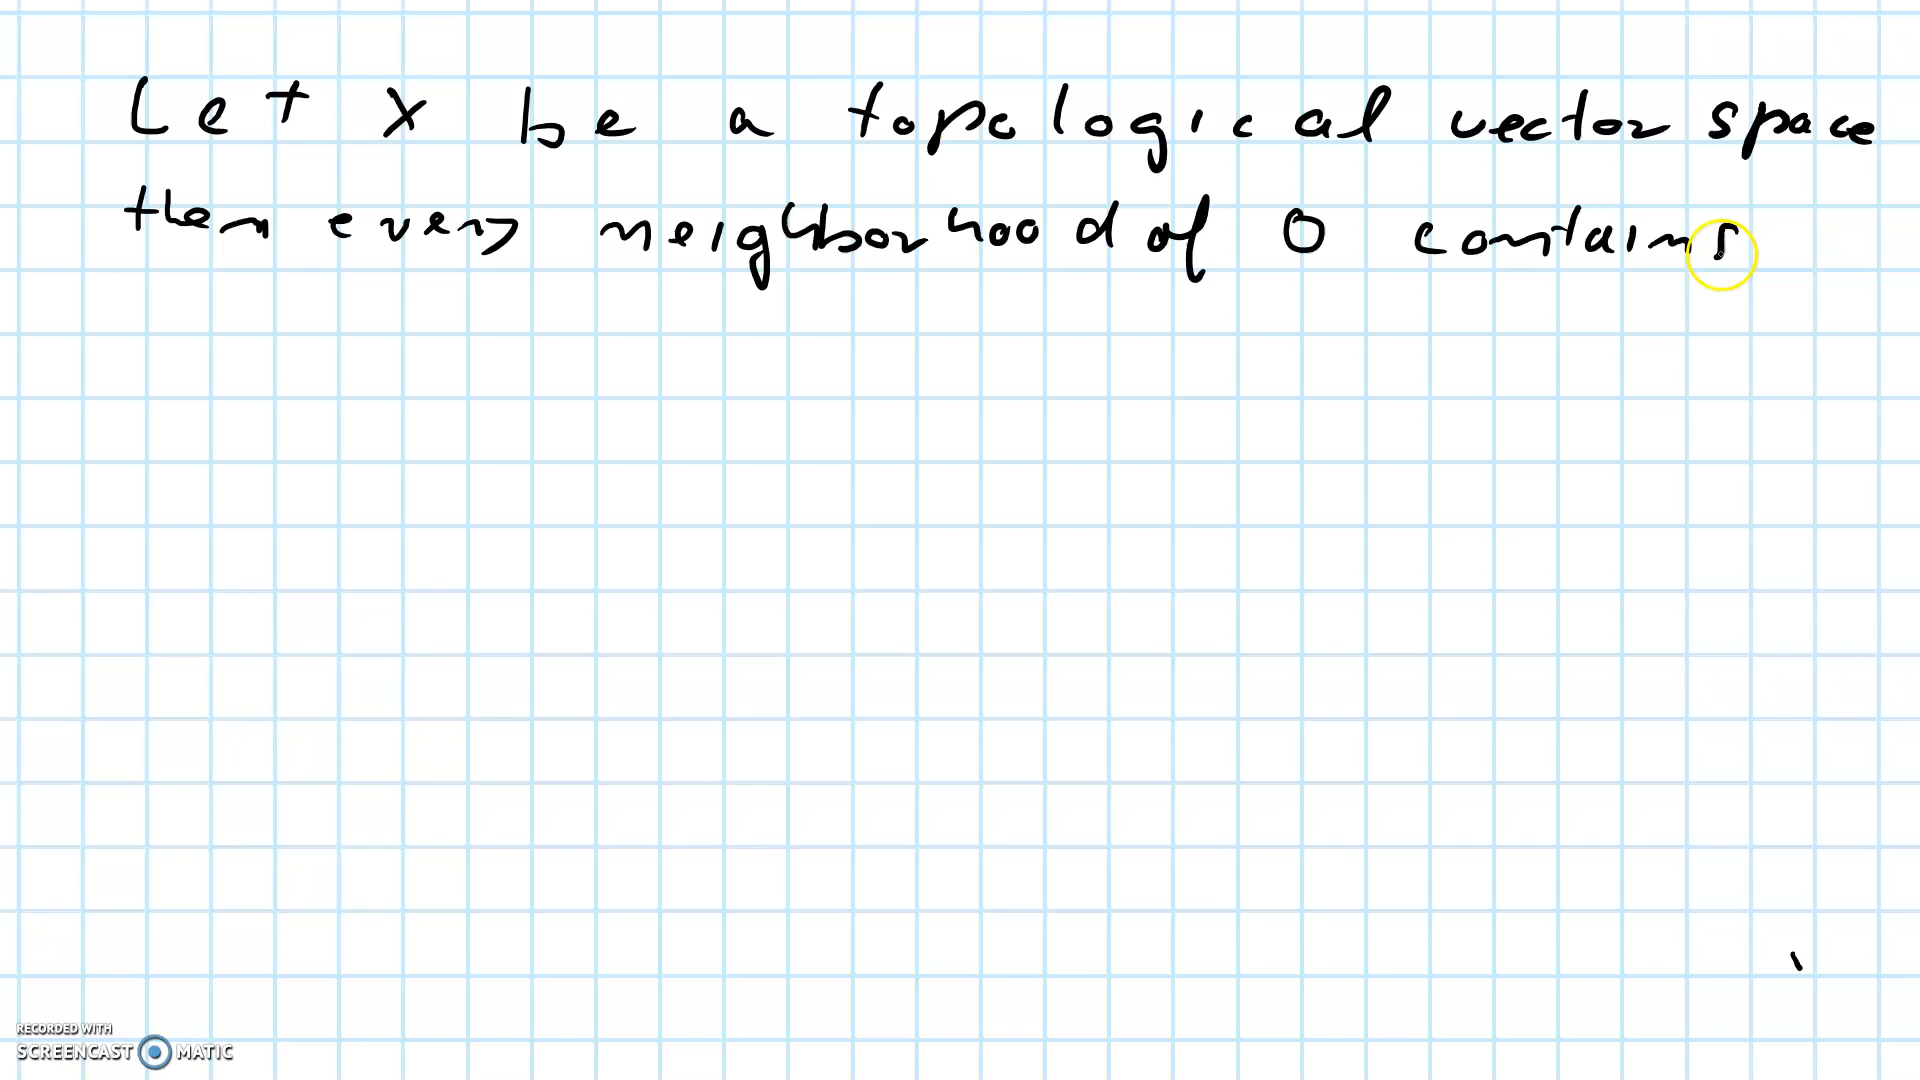 Let X be a topological vector space
then every neighborhood of 0 contains
RECORDED WITH
SCREENCAST MATIC